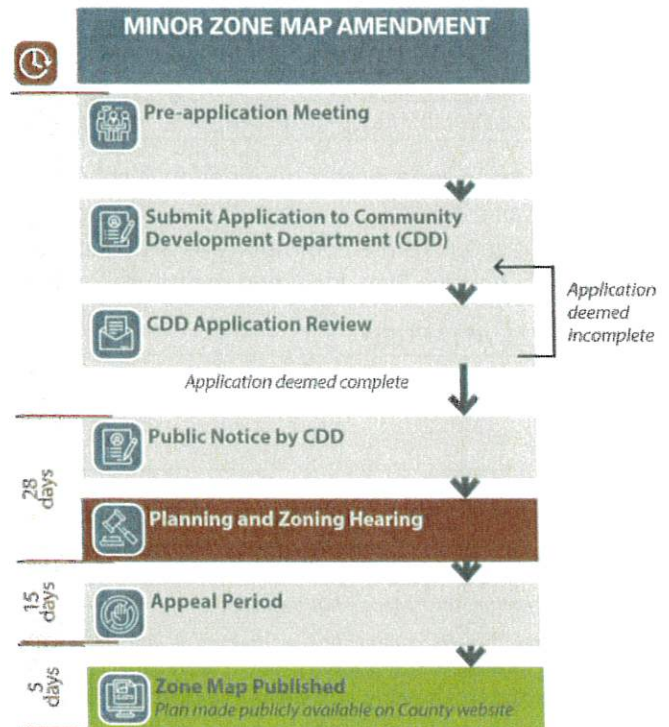 MINOR ZONE MAP AMENDMENT
Pre-application Meeting
Submit Application to Community
Development Department (CDD)
Application
deemed
incomplete
CDD Application Review
Application deemed complete
Public Notice by CDD
28
days
Planning and Zoning Hearing
15
days
Appeal Period
5
days
Zone Map Published
Plan made publicly available on County website